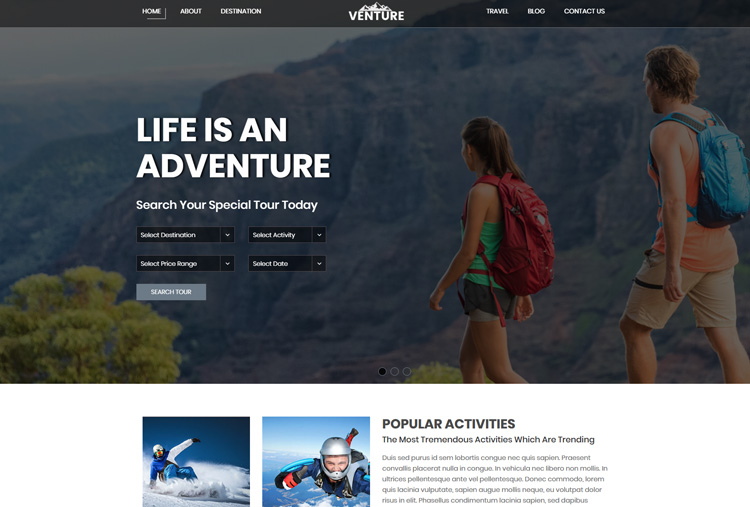 HOME ABOUT DESTINATION VENTURE TRAVEL BLOG CONTACT US
LIFE IS AN
ADVENTURE
Search Your Special Tour Today
Select Destination Select Activity
Select Price Range Select Date
SEARCH TOUR
POPULAR ACTIVITIES
The Most Tremendous Activities Which Are Trending
Duis sed purus id sem lobortis congue nec quis sapien. Praesent
convallis placerat nulla in congue. In vehicula nec libero non mollis. In
ultrices pellentesque ante vel pellentesque. Danec commodo, lorem
quis lacinia vulputate, sapien augue mollis neque, eu volutpat dolor
risus in elit. Phasellus condimentum lacinia sapien, sed dapibus